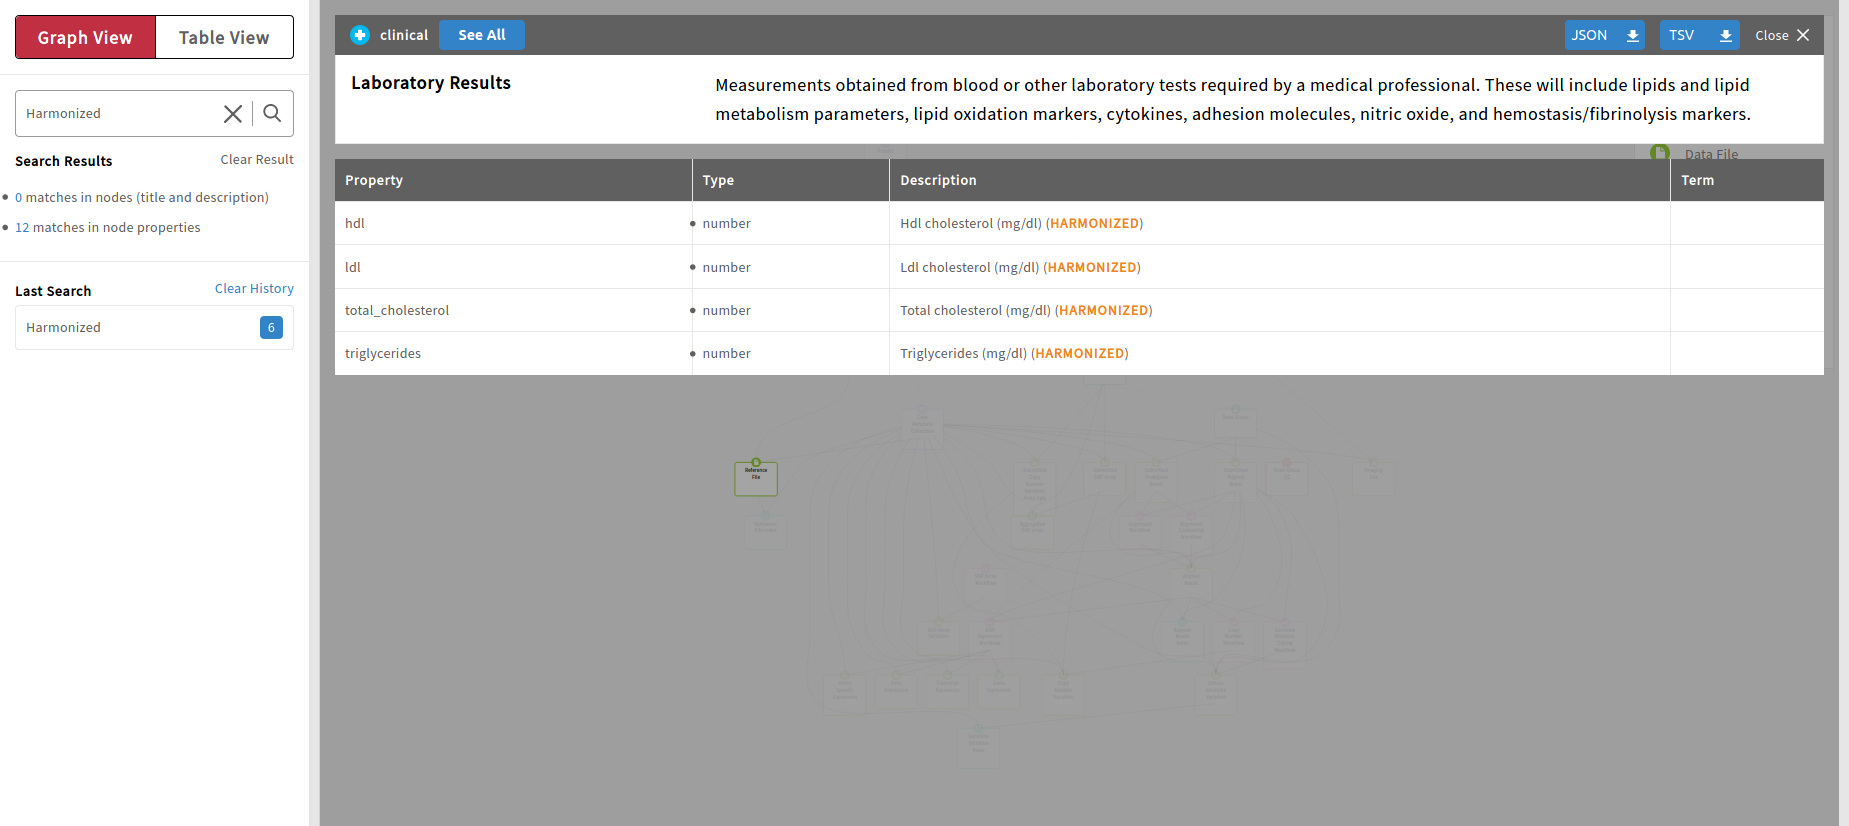 Graph View
Table View
Harmonized
Search Results
Clear Result
0 matches in nodes (title and description)
12 matches in node properties
Last Search
Clear History
Harmonized
6
clinical
See All
JSON
TSV
Close
Laboratory Results
Measurements obtained from blood or other laboratory tests required by a medical professional. These will include lipids and lipid
metabolism parameters, lipid oxidation markers, cytokines, adhesion molecules, nitric oxide, and hemostasis/fibrinolysis markers.
Data File
Property
Type
Description
Term
hdl
number
Hdl cholesterol (mg/dl) (HARMONIZED)
ldl
number
Ldl cholesterol (mg/dl) (HARMONIZED)
total_cholesterol
number
Total cholesterol (mg/dl) (HARMONIZED)
triglycerides
number
Triglycerides (mg/dl) (HARMONIZED)
Reference
File